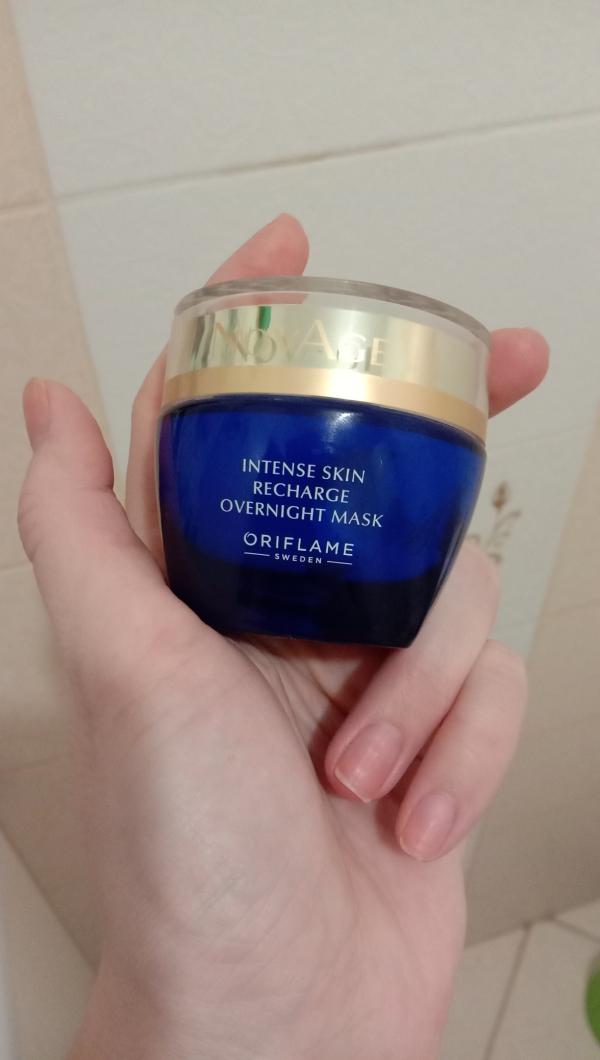 NOVAGE
INTENSE SKIN
RECHARGE
OVERNIGHT MASK
ORIFLAME
SWEDEN